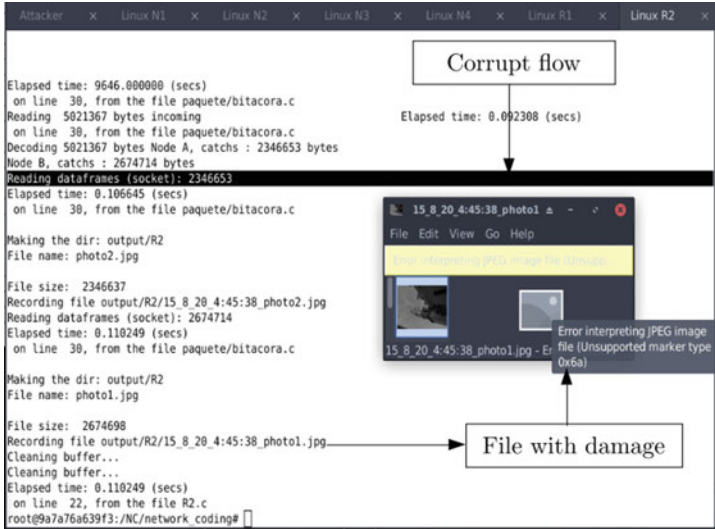 Attacker × Linux N1 × Linux N2 × Linux N3 × Linux N4 × Linux R1 × Linux R2 ×
Corrupt flow
Elapsed time: 9646.000000 (secs)
on line 30, from the file paquete/bitacora.c
Reading 5021367 bytes incoming Elapsed time: 0.092308 (secs)
on line 30, from the file paquete/bitacora.c
Decoding 5021367 bytes Node A, catchs : 2346653 bytes
Node B, catchs : 2674714 bytes
Reading dataframes (socket): 2346653
Elapsed time: 0.106645 (secs)
on line 30, from the file paquete/bitacora.c
Making the dir: output/R2
File name: photo2.jpg
File size: 2346637
Recording file output/R2/15_8_20_4:45:38_photo2.jpg
Reading dataframes (socket): 2674714
Elapsed time: 0.110249 (secs)
on line 30, from the file paquete/bitacora.c
Making the dir: output/R2
File name: photo1.jpg
File size: 2674698
Recording file output/R2/15_8_20_4:45:38_photo1.jpg
Cleaning buffer...
Cleaning buffer...
Elapsed time: 0.110249 (secs)
on line 22, from the file R2.c
root@9a7a76a639f3:/NC/network_coding#
15_8_20_4:45:38_photo1
File Edit View Go Help
Error interpreting JPEG image file (Unsupp...
15_8_20_4:45:38_photo1.jpg - Er
Error interpreting JPEG image
file (Unsupported marker type
0x6a)
File with damage